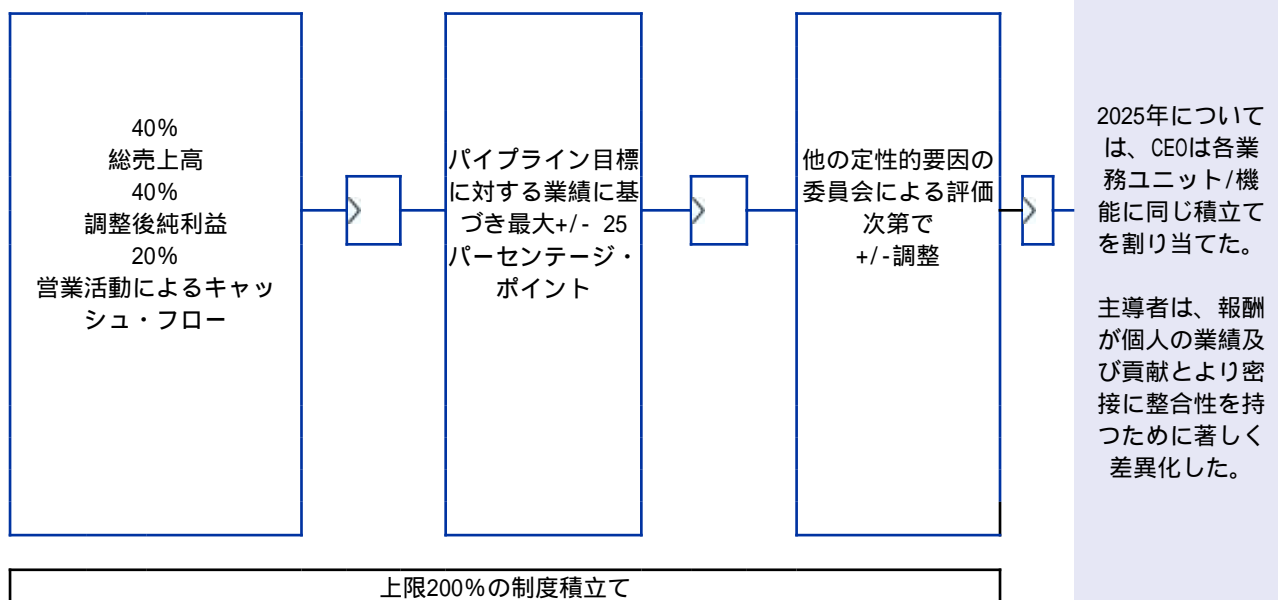 40%
総売上高
40%
調整後純利益
20%
営業活動によるキャッ
シュ・フロー
パイプライン目標
に対する業績に基
づき最大+/- 25
パーセンテージ・
ポイント
他の定性的要因の
委員会による評価
次第で
+/-調整
2025年について
は、CEOは各業
務ユニット/機
能に同じ積立て
を割り当てた。
主導者は、報酬
が個人の業績及
び貢献とより密
接に整合性を持
つために著しく
差異化した。
上限200%の制度積立て